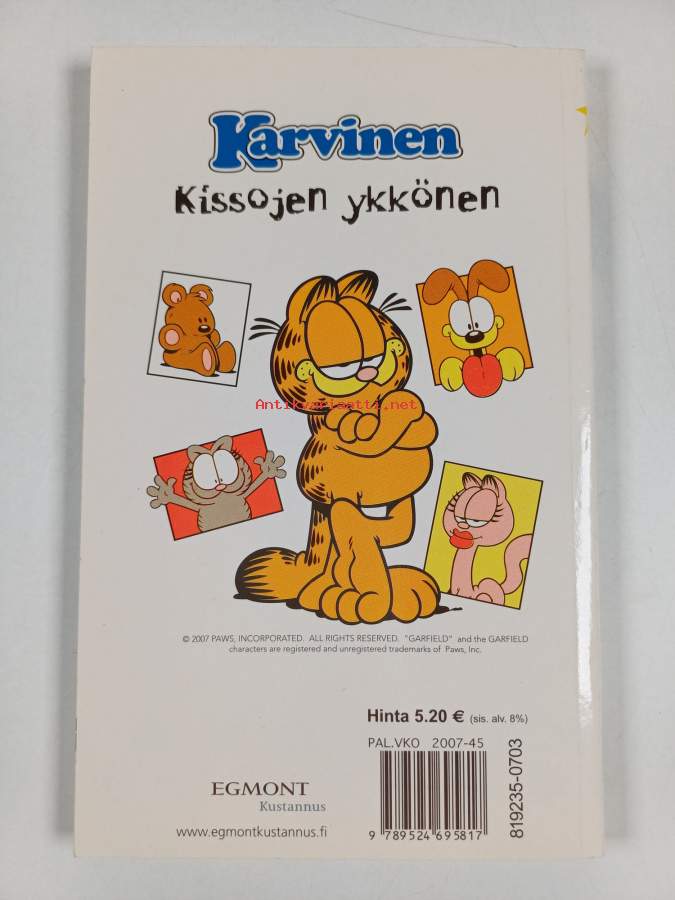 Karvinen
Kissojen ykkönen
Antikvariaatti.net
© 2007 PAWS, INCORPORATED. ALL RIGHTS RESERVED. "GARFIELD" and the GARFIELD
characters are registered and unregistered trademarks of Paws, Inc.
Hinta 5.20 € (sis. alv. 8%)
PAL.VKO 2007-45
819235-0703
9 789524 695817
EGMONT
Kustannus
www.egmontkustannus.fi